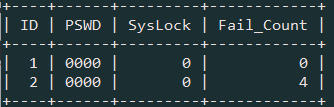 +----+------+---------+------------+
| ID | PSWD | SysLock | Fail_Count |
+----+------+---------+------------+
| 1 | 0000 | 0 | 0 |
| 2 | 0000 | 0 | 4 |
+----+------+---------+------------+